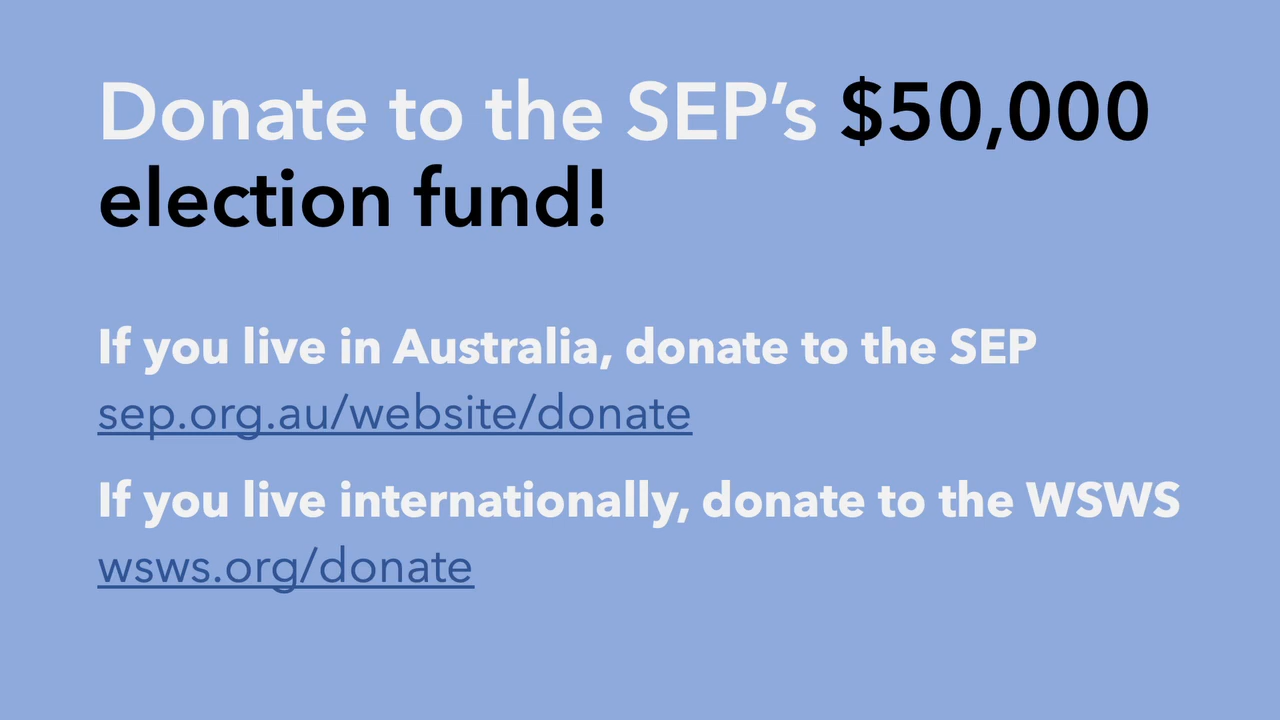 Donate to the SEP’s $50,000
election fund!
If you live in Australia, donate to the SEP
sep.org.au/website/donate
If you live internationally, donate to the WSWS
wsws.org/donate